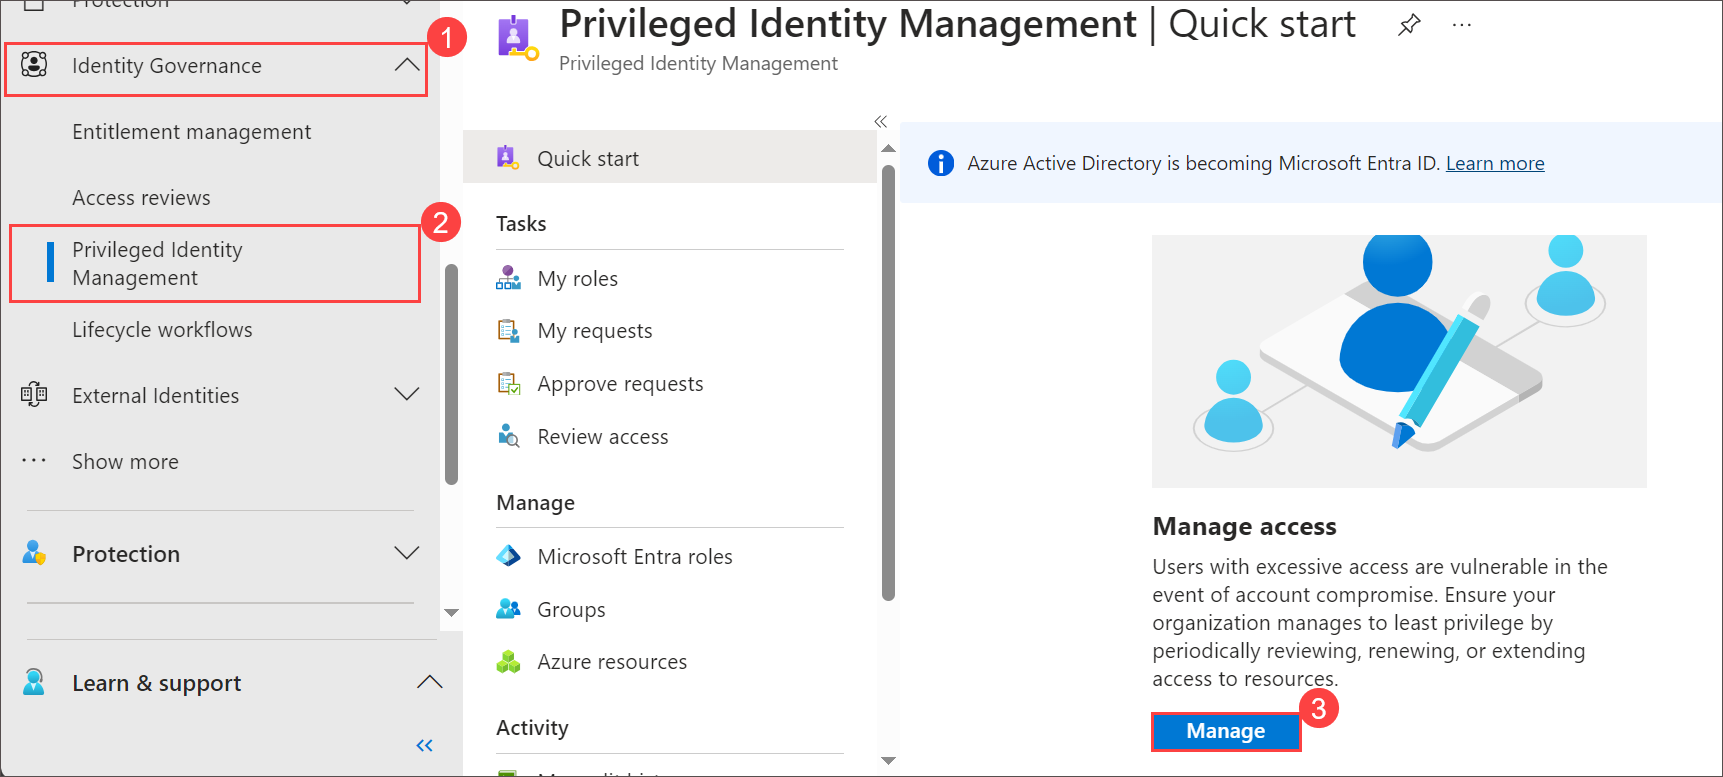 Protection
1
Identity Governance
Entitlement management
Access reviews
2
Privileged Identity
Management
Lifecycle workflows
External Identities
Show more
Protection
Learn & support
Privileged Identity Management | Quick start
Privileged Identity Management
Quick start
Tasks
My roles
My requests
Approve requests
Review access
Manage
Microsoft Entra roles
Groups
Azure resources
Activity
Azure Active Directory is becoming Microsoft Entra ID. Learn more
Manage access
Users with excessive access are vulnerable in the
event of account compromise. Ensure your
organization manages to least privilege by
periodically reviewing, renewing, or extending
access to resources.
3
Manage